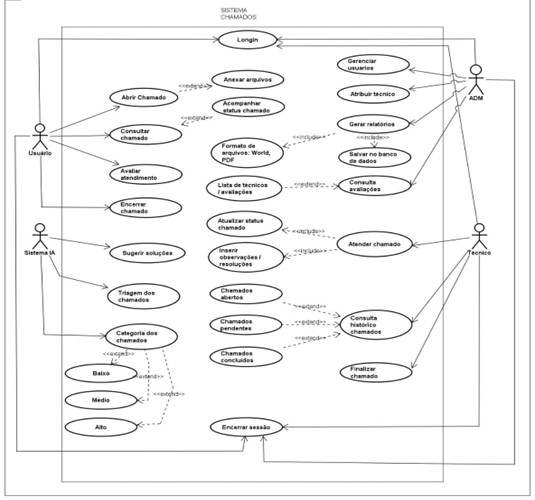 SISTEMA
CHAMADOS
Longin
Gerenciar
usuarios
Anexar arquivos
<<extend>>
Abrir Chamado
Atribuir tecnico
ADM
Acompanhar
status chamado
<<extend>>
Gerar relatórios
Usuário
Consultar
chamado
<<include>>
<<include>>
Formato de
arquivos: World,
PDF
Salvar no banco
de dados
Avaliar
atendimento
Lista de técnicos
/ avaliações
<<extend>>
Consulta
avaliações
Encerrar
chamado
Atualizar status
chamado
<<include>>
Atender chamado
Tecnico
Sistema IA
Sugerir soluções
Inserir
observações /
resoluções
<<include>>
Triagem dos
chamados
Chamados
abertos
<<extend>>
Categoria dos
chamados
Chamados
pendentes
<<extend>>
Consulta
histórico
chamados
<<extend>>
Chamados
concluídos
<<extend>>
Baixo
<<extend>>
Finalizar
chamado
<<extend>>
Médio
Alto
Encerrar sessão